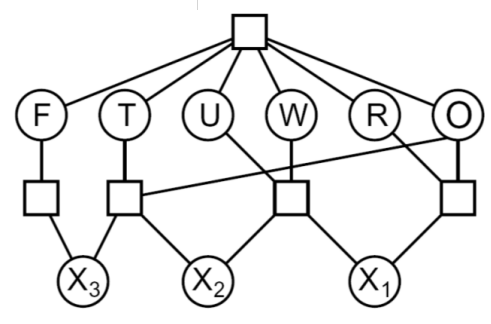 F T U W R O
X₃ X₂ X₁